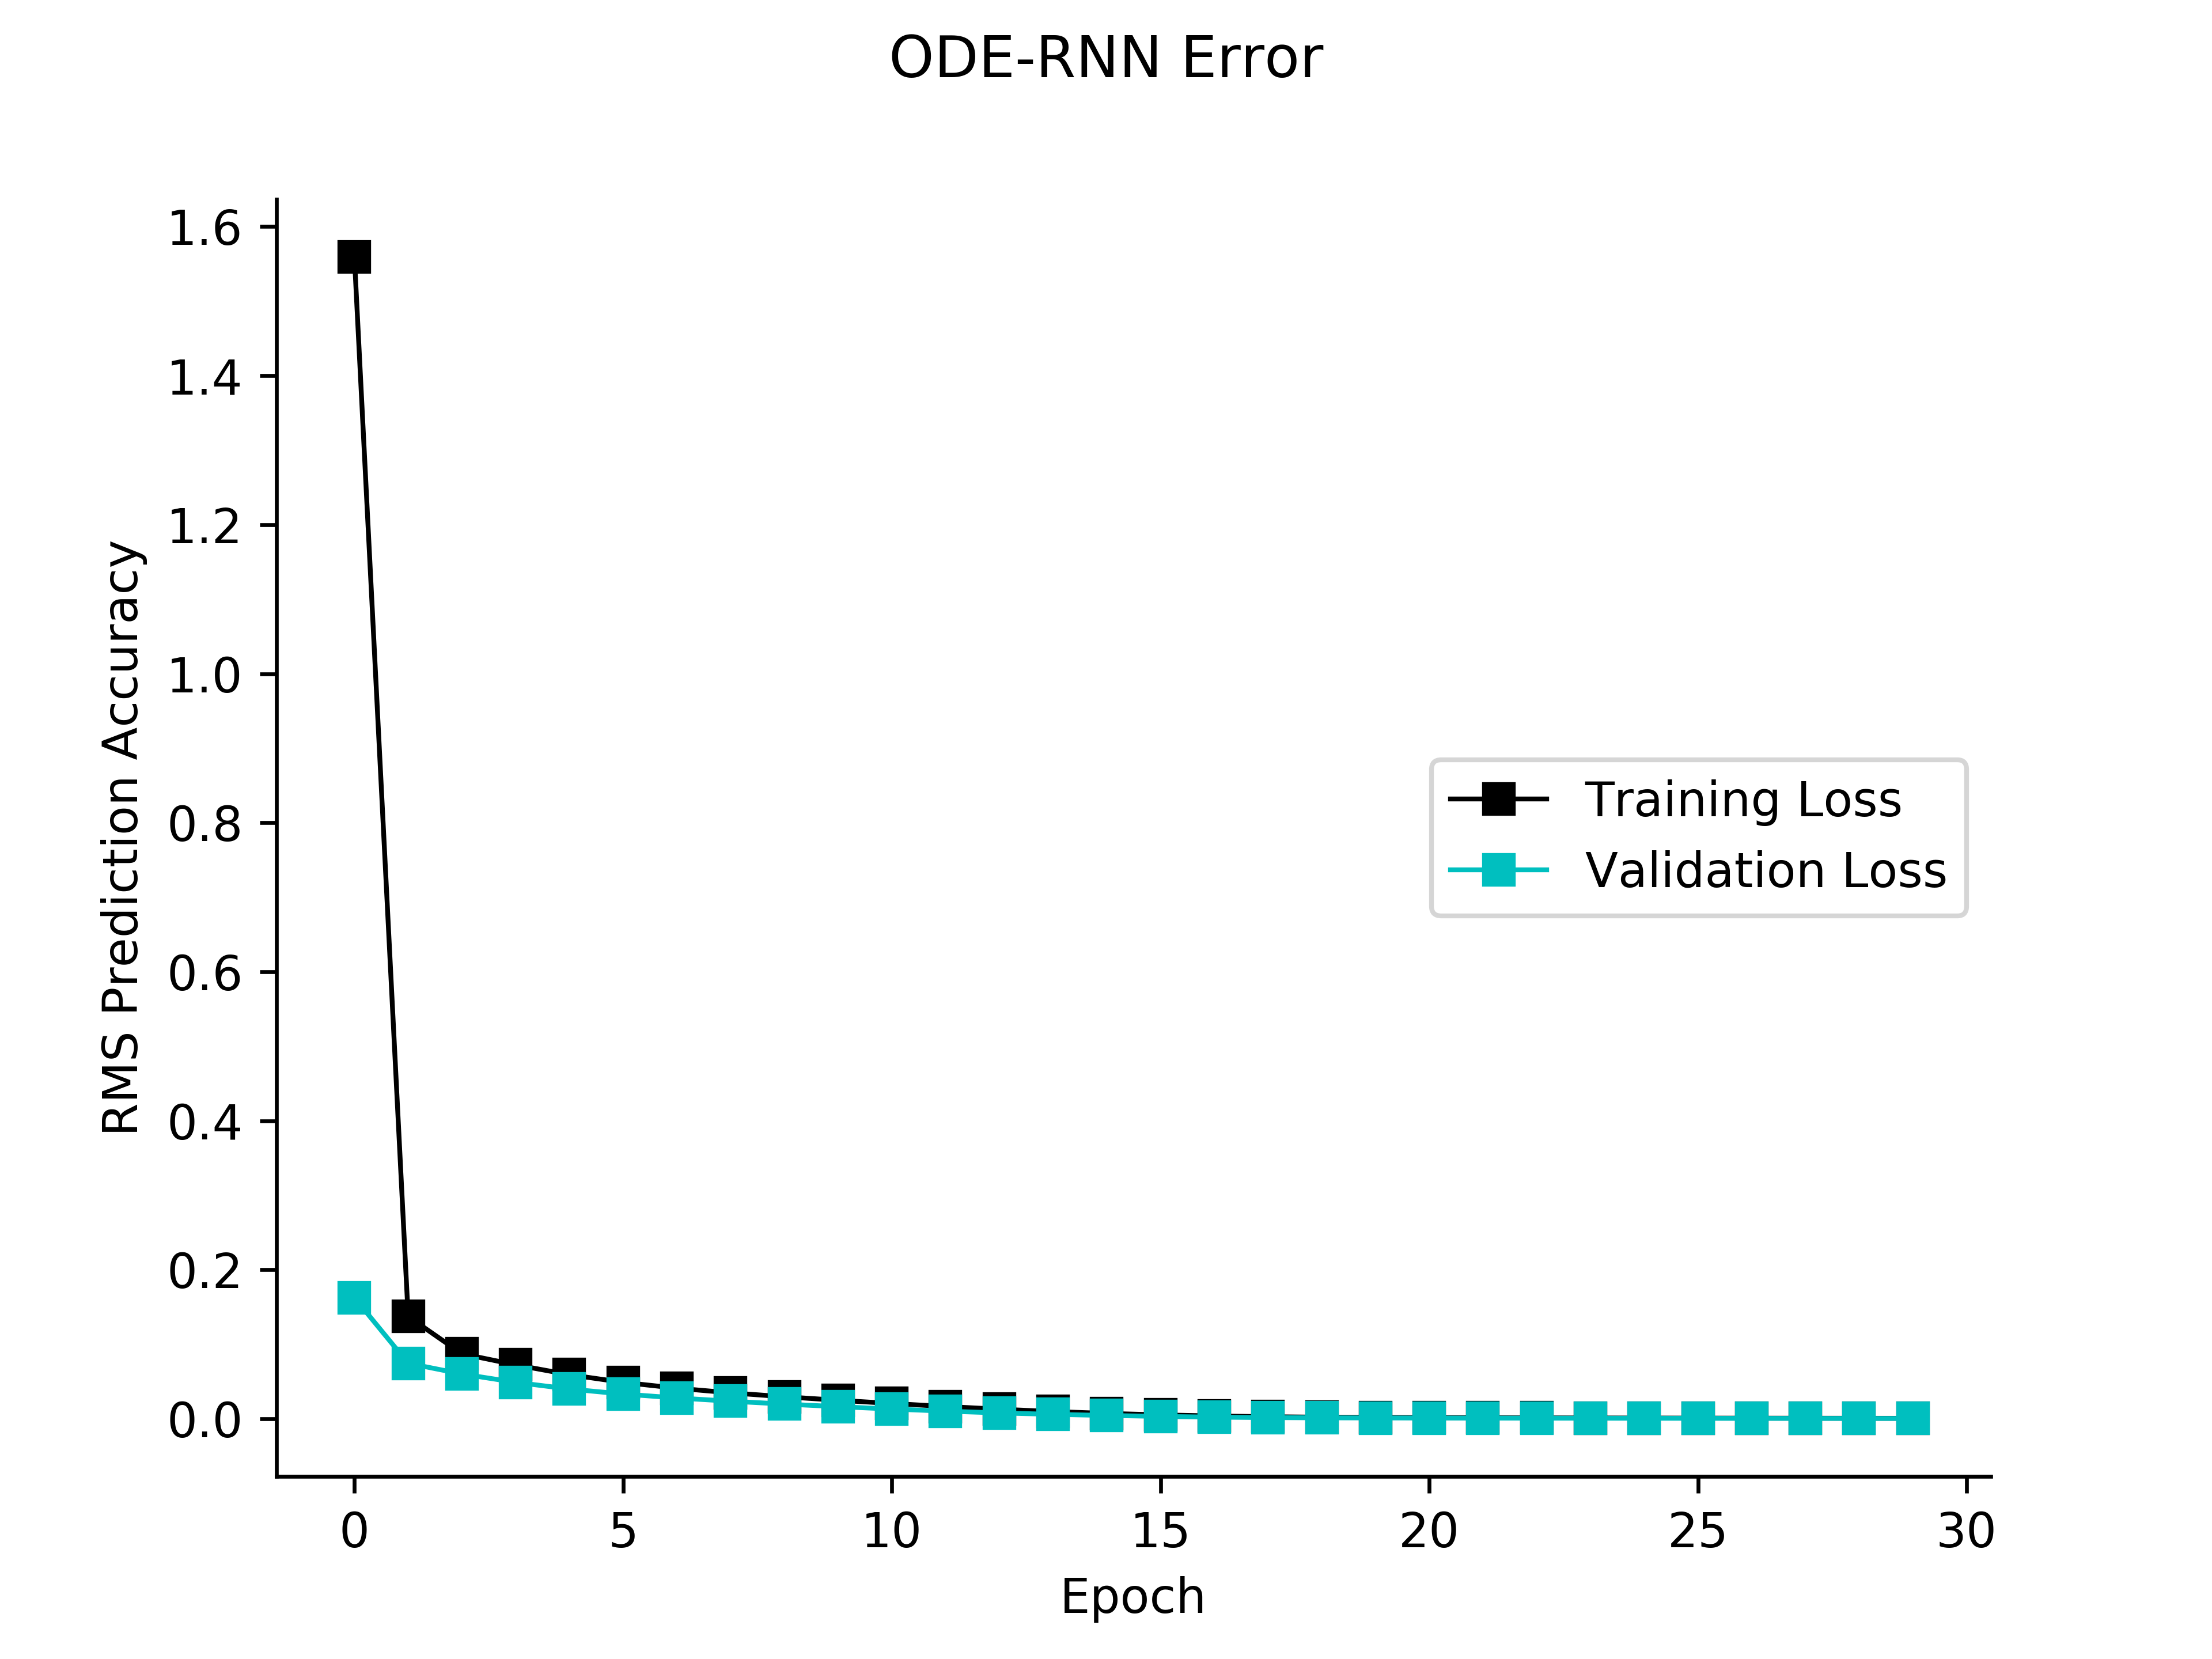 ODE-RNN Error
RMS Prediction Accuracy
1.6
1.4
1.2
1.0
0.8
0.6
0.4
0.2
0.0
Training Loss
Validation Loss
0 5 10 15 20 25 30
Epoch